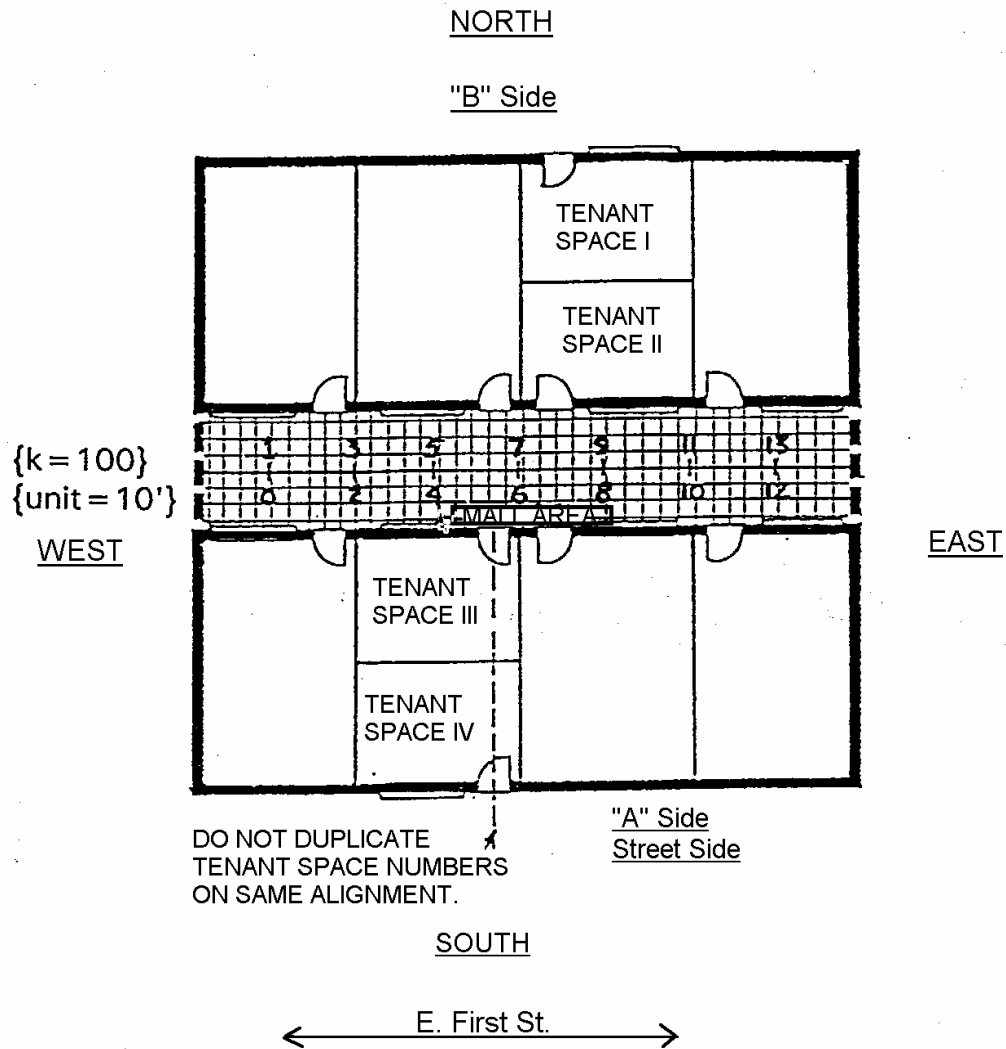 NORTH
"B" Side
TENANT
SPACE I
TENANT
SPACE II
1 3 5 7 9 11 13
{k = 100}
{unit = 10'}
0 2 4 6 8 10 12
MALL AREA
WEST
EAST
TENANT
SPACE III
TENANT
SPACE IV
"A" Side
Street Side
DO NOT DUPLICATE
TENANT SPACE NUMBERS
ON SAME ALIGNMENT.
SOUTH
E. First St.